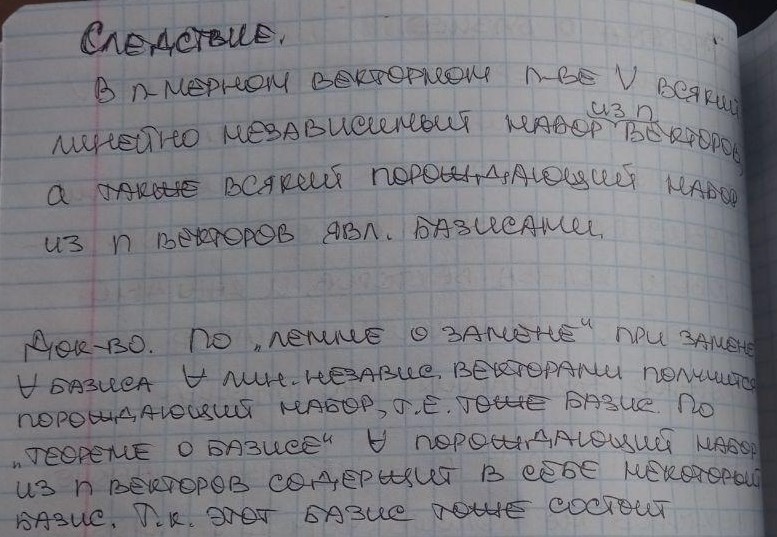 Следствие.
В n-мерном векторном п-ве V всякий
из n
линейно независимый набор векторов,
а также всякий порождающий набор
из n векторов явл. базисами.
Док-во. По „лемме о замене“ при замене
∀ базиса ∀ лин. независ. векторами получится
порождающий набор, т.е. тоже базис. По
„теореме о базисе“ ∀ порождающий набор
из n векторов содержит в себе некоторый
базис. Т.к. этот базис тоже состоит